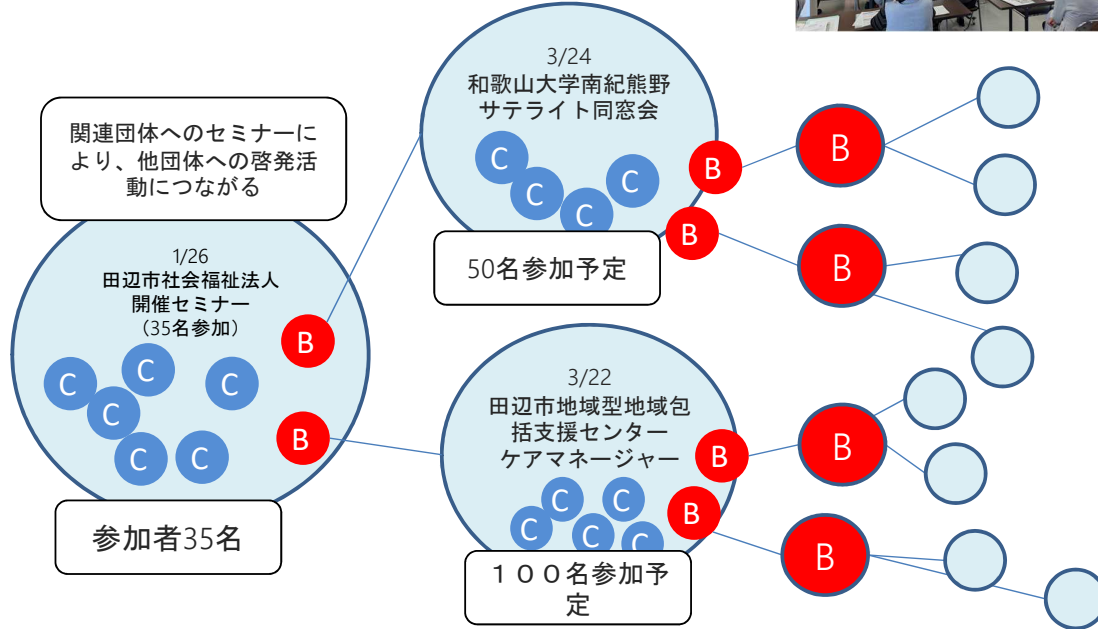 関連団体へのセミナーに
より、他団体への啓発活
動につながる
1/26
田辺市社会福祉法人
開催セミナー
(35名参加)
C
C
C
C
C
C
B
B
参加者35名
3/24
和歌山大学南紀熊野
サテライト同窓会
C
C
C
C
B
B
50名参加予定
3/22
田辺市地域型地域包
括支援センター
ケアマネージャー
C
C
C
C
C
B
B
１００名参加予
定
B
B
B
B